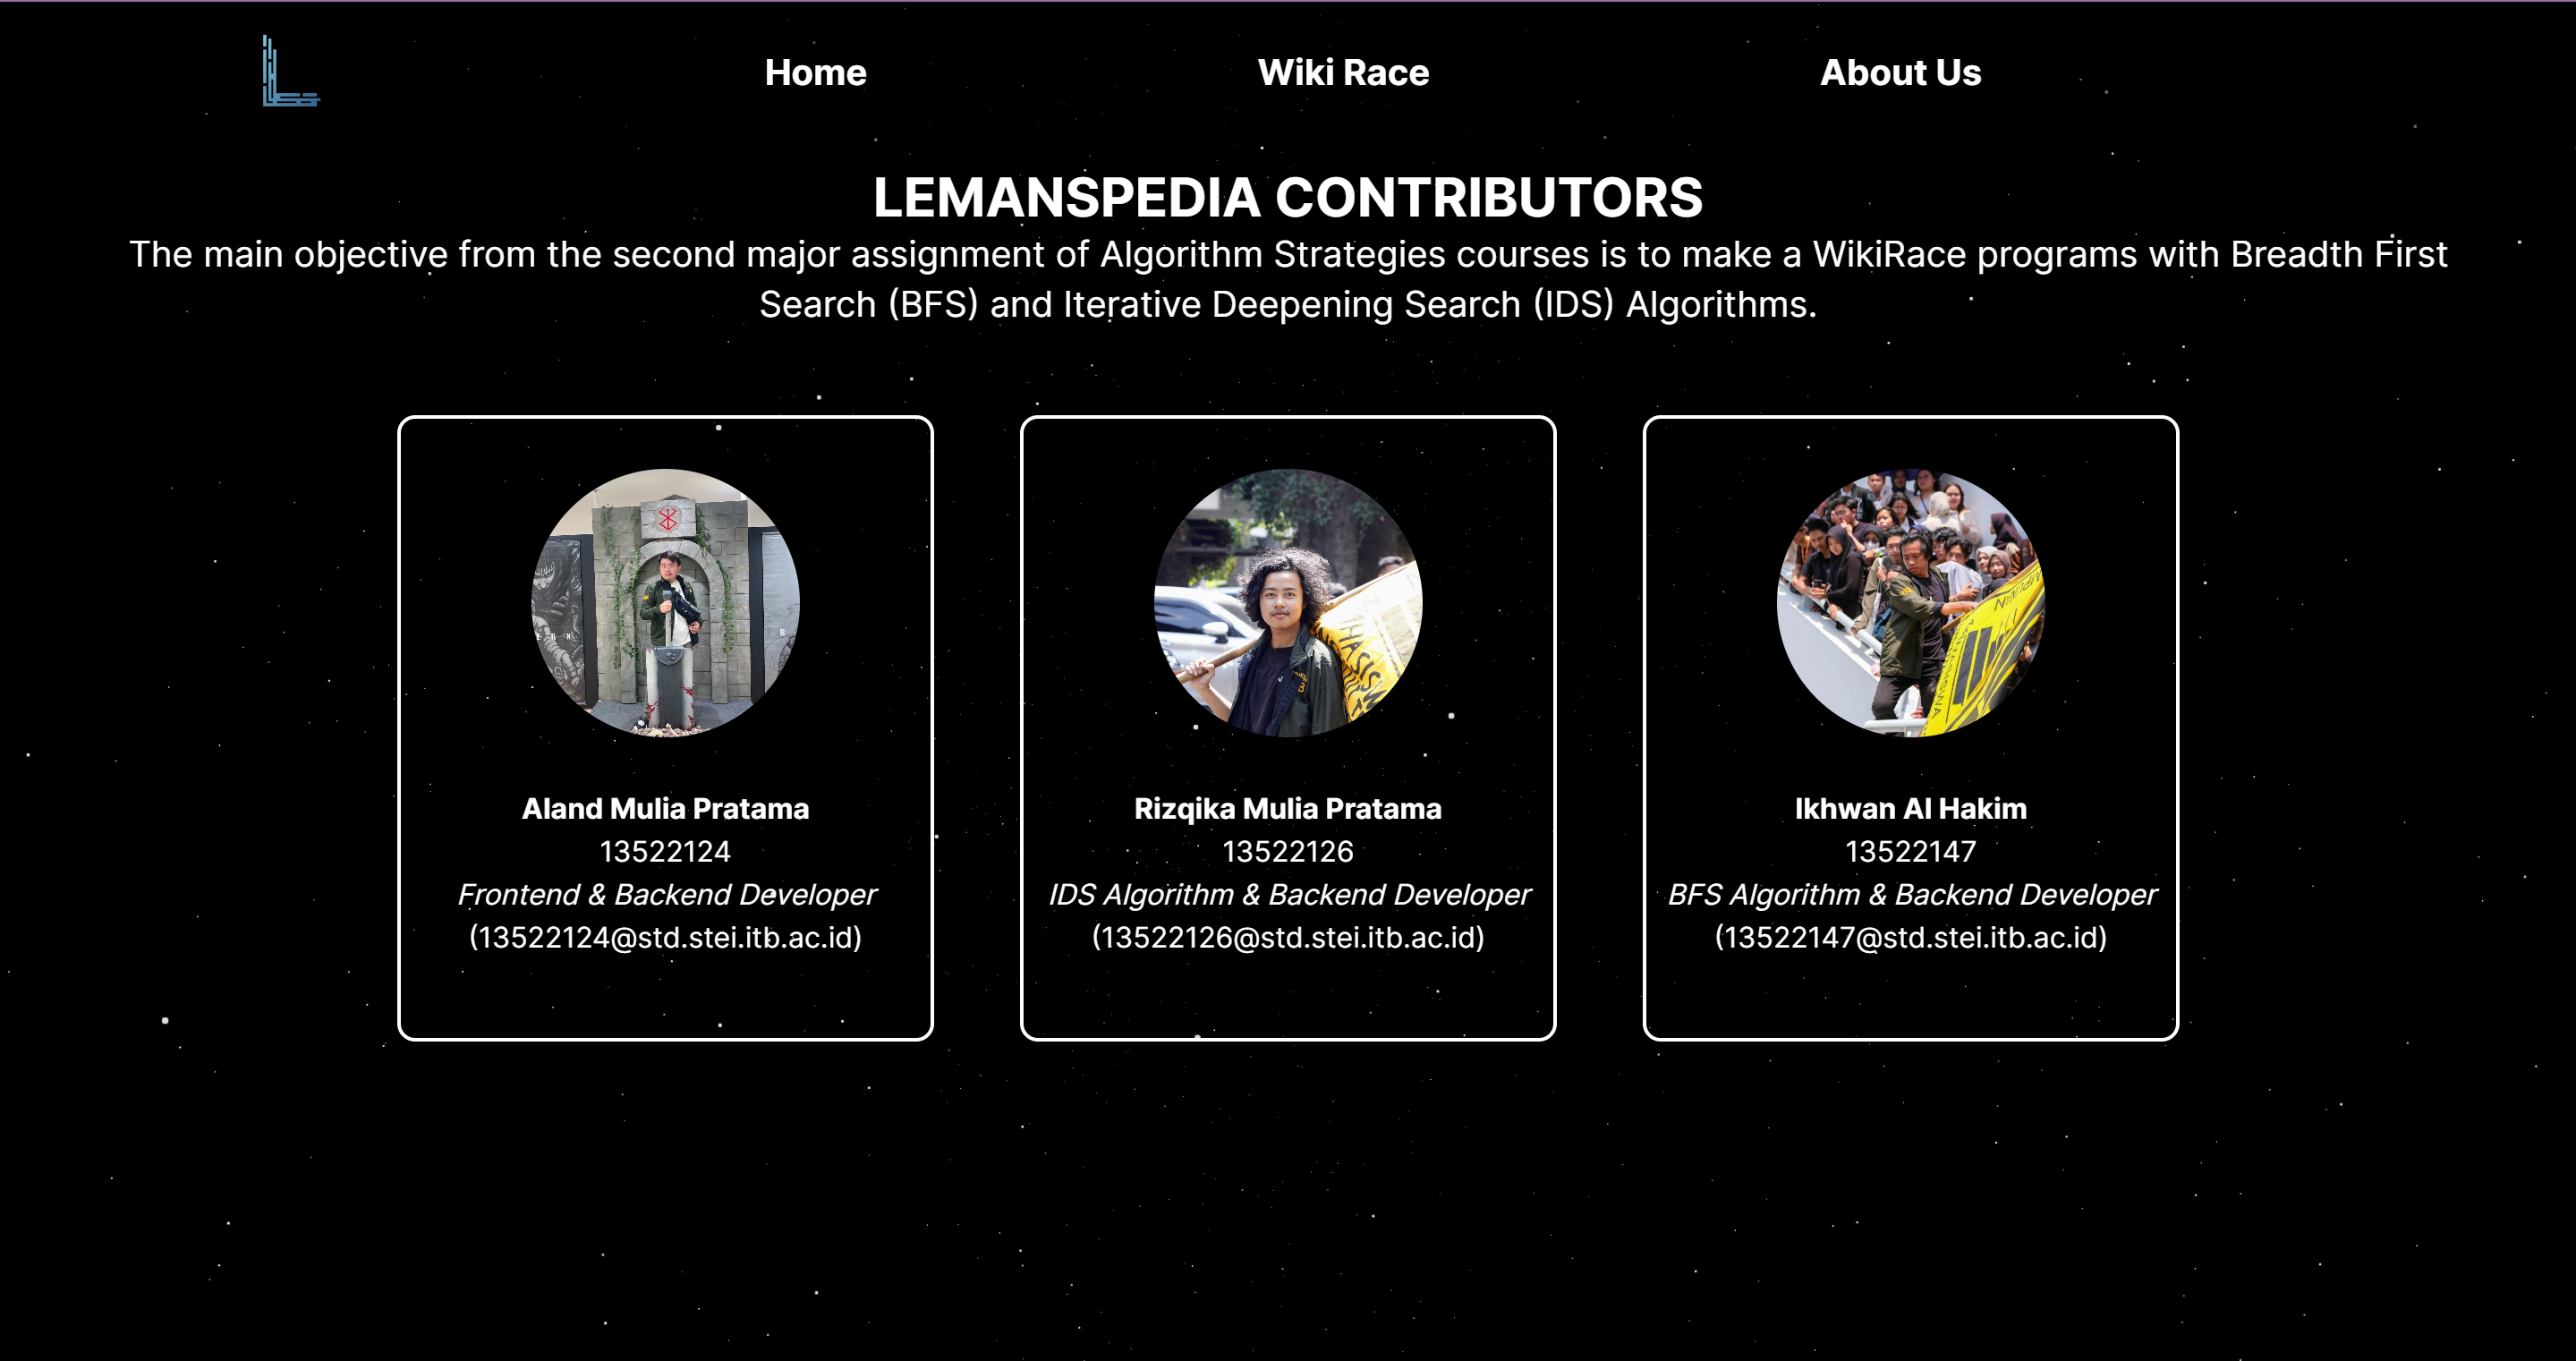 Home
Wiki Race
About Us
LEMANSPEDIA CONTRIBUTORS
The main objective from the second major assignment of Algorithm Strategies courses is to make a WikiRace programs with Breadth First
Search (BFS) and Iterative Deepening Search (IDS) Algorithms.
Aland Mulia Pratama
13522124
Frontend & Backend Developer
(13522124@std.stei.itb.ac.id)
Rizqika Mulia Pratama
13522126
IDS Algorithm & Backend Developer
(13522126@std.stei.itb.ac.id)
Ikhwan Al Hakim
13522147
BFS Algorithm & Backend Developer
(13522147@std.stei.itb.ac.id)